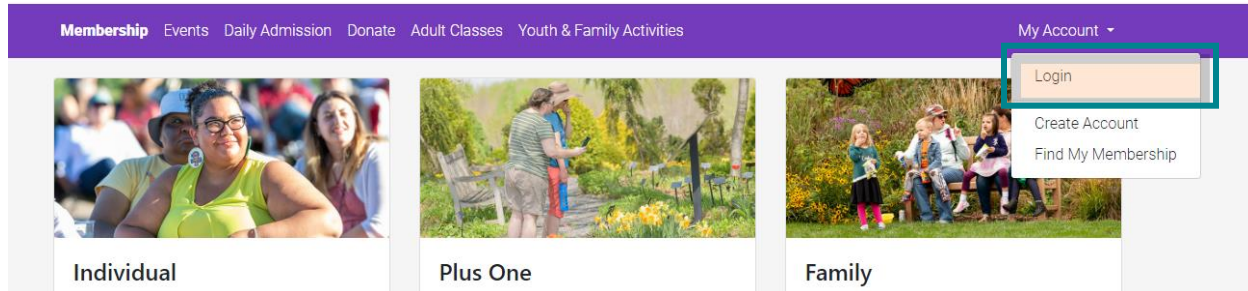 Membership Events Daily Admission Donate Adult Classes Youth & Family Activities My Account
Login
Create Account
Find My Membership
Individual Plus One Family